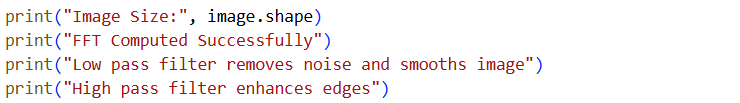 print("Image Size:", image.shape)
print("FFT Computed Successfully")
print("Low pass filter removes noise and smooths image")
print("High pass filter enhances edges")